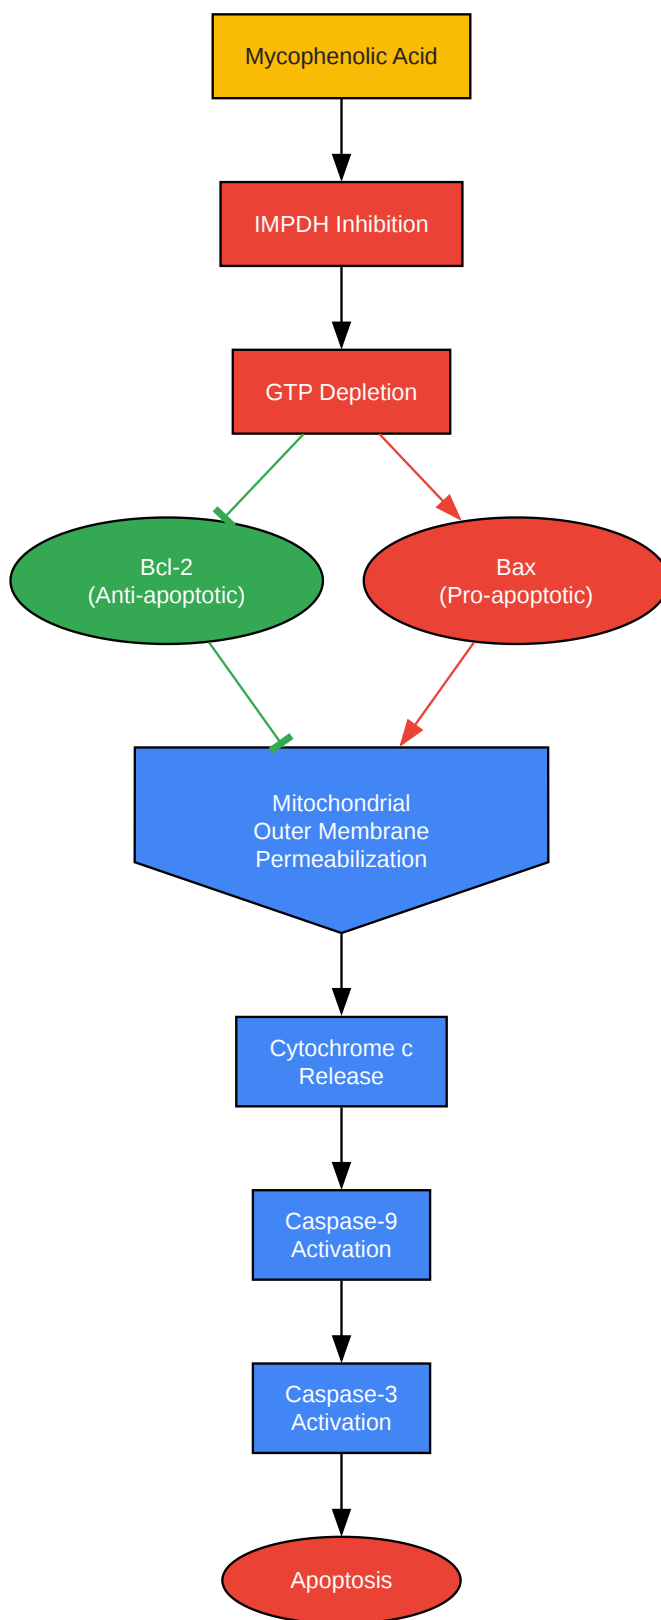 Mycophenolic Acid
IMPDH Inhibition
GTP Depletion
Bcl-2
(Anti-apoptotic)
Bax
(Pro-apoptotic)
Mitochondrial
Outer Membrane
Permeabilization
Cytochrome c
Release
Caspase-9
Activation
Caspase-3
Activation
Apoptosis